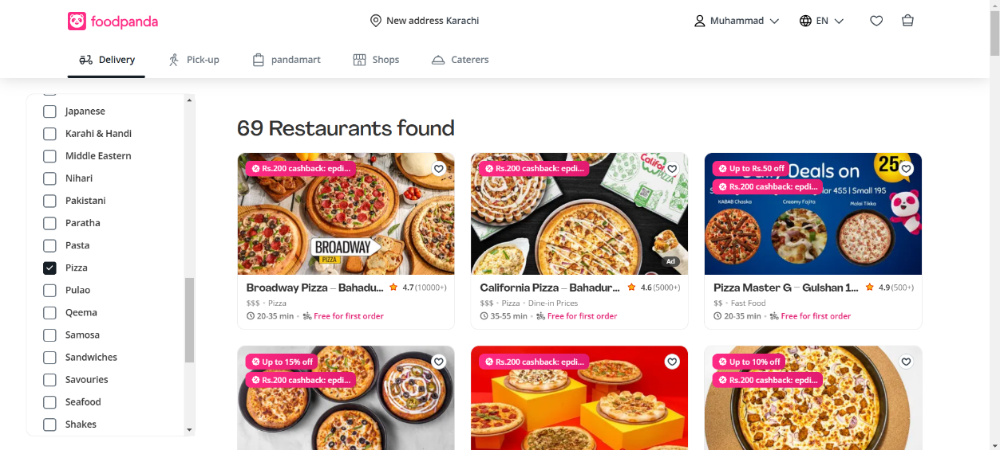 foodpanda
New address Karachi
Muhammad
EN
Delivery
Pick-up
pandamart
Shops
Caterers
Japanese
Karahi & Handi
Middle Eastern
Nihari
Pakistani
Paratha
Pasta
Pizza
Pulao
Qeema
Samosa
Sandwiches
Savouries
Seafood
Shakes
69 Restaurants found
Rs.200 cashback: epdi...
BROADWAY
PIZZA
Broadway Pizza – Bahadu...
4.7 (10000+)
$$$ • Pizza
20-35 min • Free for first order
Rs.200 cashback: epdi...
Ad
California Pizza – Bahadur...
4.6 (5000+)
$$$ • Pizza • Dine-in Prices
35-55 min • Free for first order
Up to Rs.50 off
Rs.200 cashback: epdi...
Deals on
25
455 | Small 195
KABAB Chaska
Creamy Fajita
Malai Tikka
Pizza Master G – Gulshan 1...
4.9 (500+)
$$ • Fast Food
20-35 min • Free for first order
Up to 15% off
Rs.200 cashback: epdi...
Rs.200 cashback: epdi...
Up to 10% off
Rs.200 cashback: epdi...